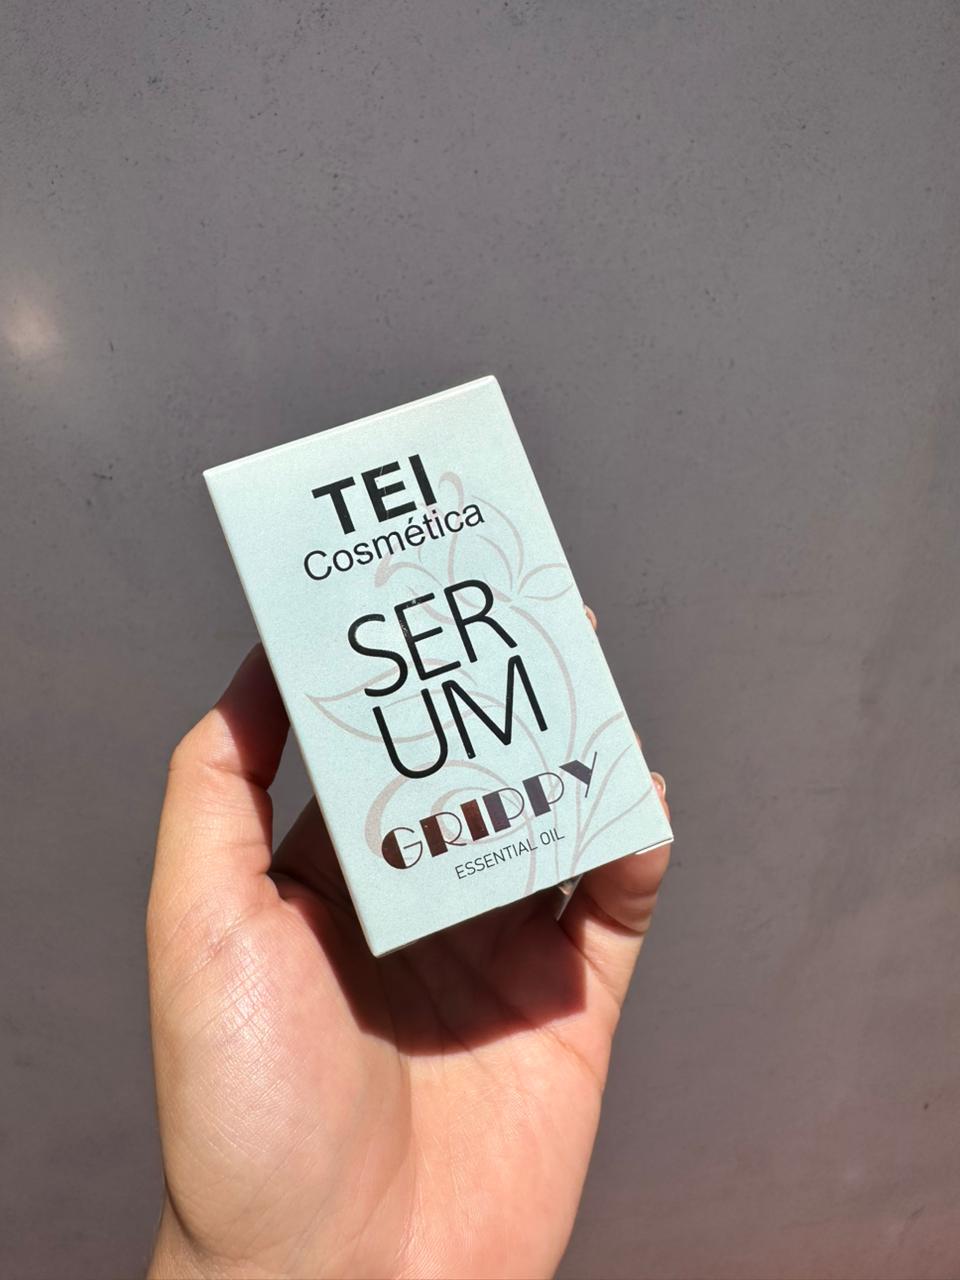 TEI
Cosmética
SER
UM
GRIPPY
ESSENTIAL OIL